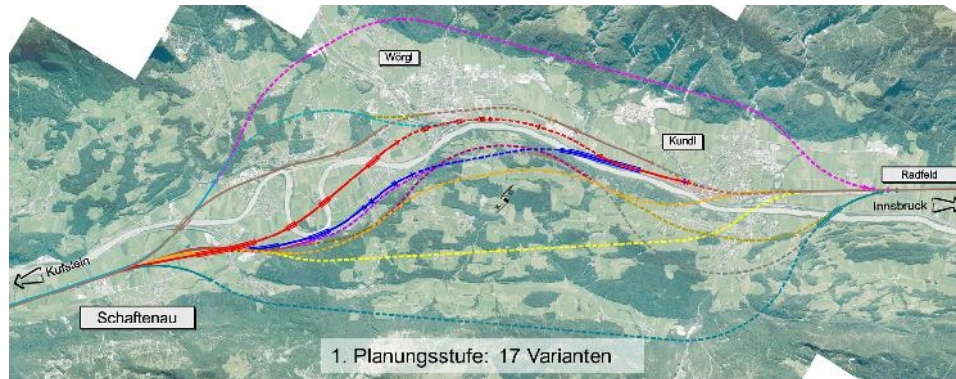 Wörgl
Kundl
Radfeld
Innsbruck
Kufstein
Schaftenau
1. Planungsstufe: 17 Varianten